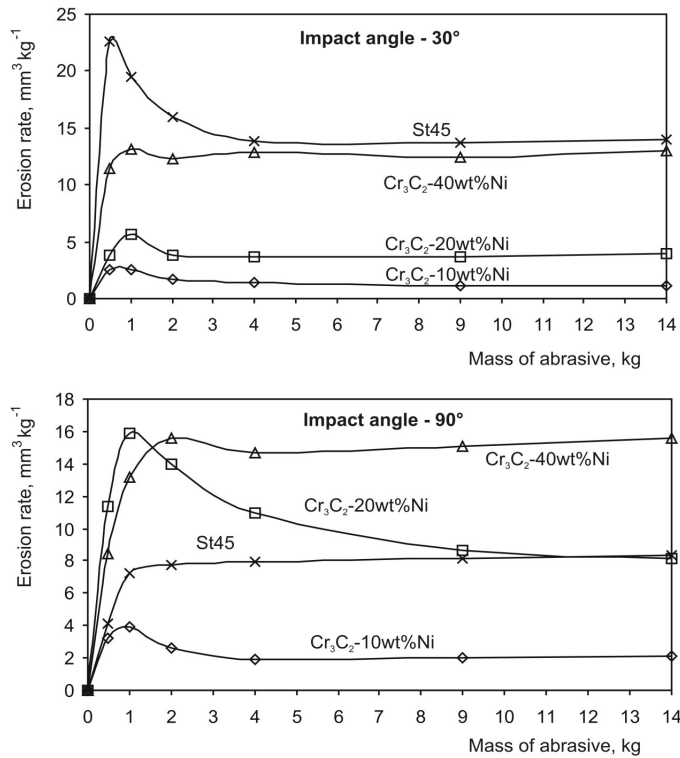 Impact angle - 30°
Erosion rate, mm³kg⁻¹
25
20
15
10
5
0
St45
Cr₃C₂-40wt%Ni
Cr₃C₂-20wt%Ni
Cr₃C₂-10wt%Ni
0 1 2 3 4 5 6 7 8 9 10 11 12 13 14
Mass of abrasive, kg
Impact angle - 90°
Erosion rate, mm³kg⁻¹
18
16
14
12
10
8
6
4
2
0
Cr₃C₂-40wt%Ni
Cr₃C₂-20wt%Ni
St45
Cr₃C₂-10wt%Ni
0 1 2 3 4 5 6 7 8 9 10 11 12 13 14
Mass of abrasive, kg